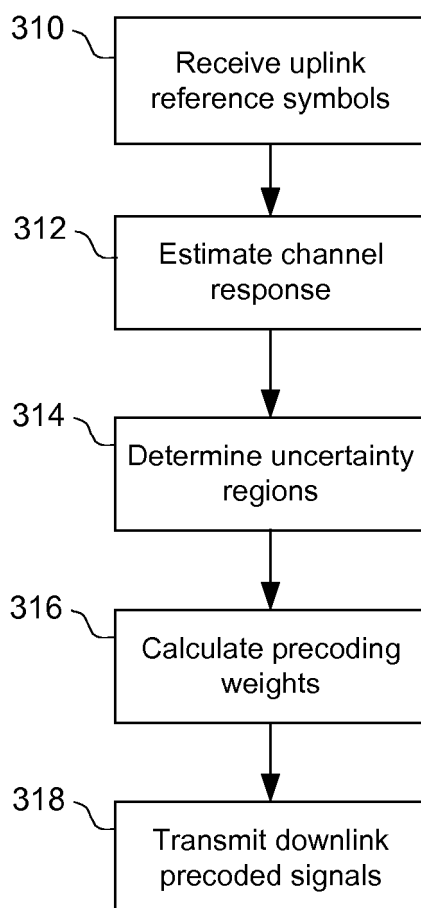 310
Receive uplink
reference symbols
312
Estimate channel
response
314
Determine uncertainty
regions
316
Calculate precoding
weights
318
Transmit downlink
precoded signals